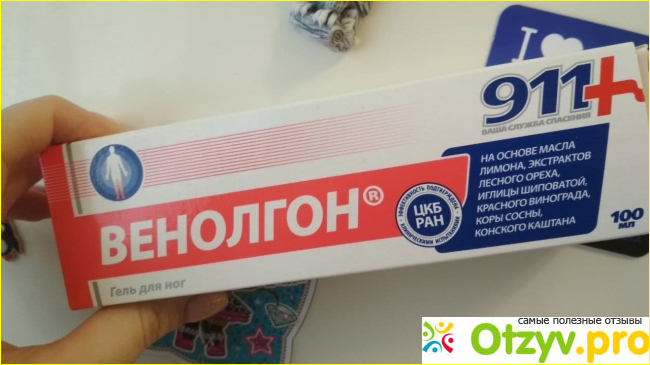 I
911+
ВАША СЛУЖБА СПАСЕНИЯ
НА ОСНОВЕ МАСЛА
ЛИМОНА, ЭКСТРАКТОВ
ЛЕСНОГО ОРЕХА,
ИГЛИЦЫ ШИПОВАТОЙ,
КРАСНОГО ВИНОГРАДА,
КОРЫ СОСНЫ,
КОНСКОГО КАШТАНА
100
МЛ
ЭФФЕКТИВНОСТЬ ПОДТВЕРЖДЕНА
ЦКБ
РАН
КЛИНИЧЕСКИМИ ИСПЫТАНИЯМИ
ВЕНОЛГОН®
Гель для ног
самые полезные отзывы
Otzyv.pro